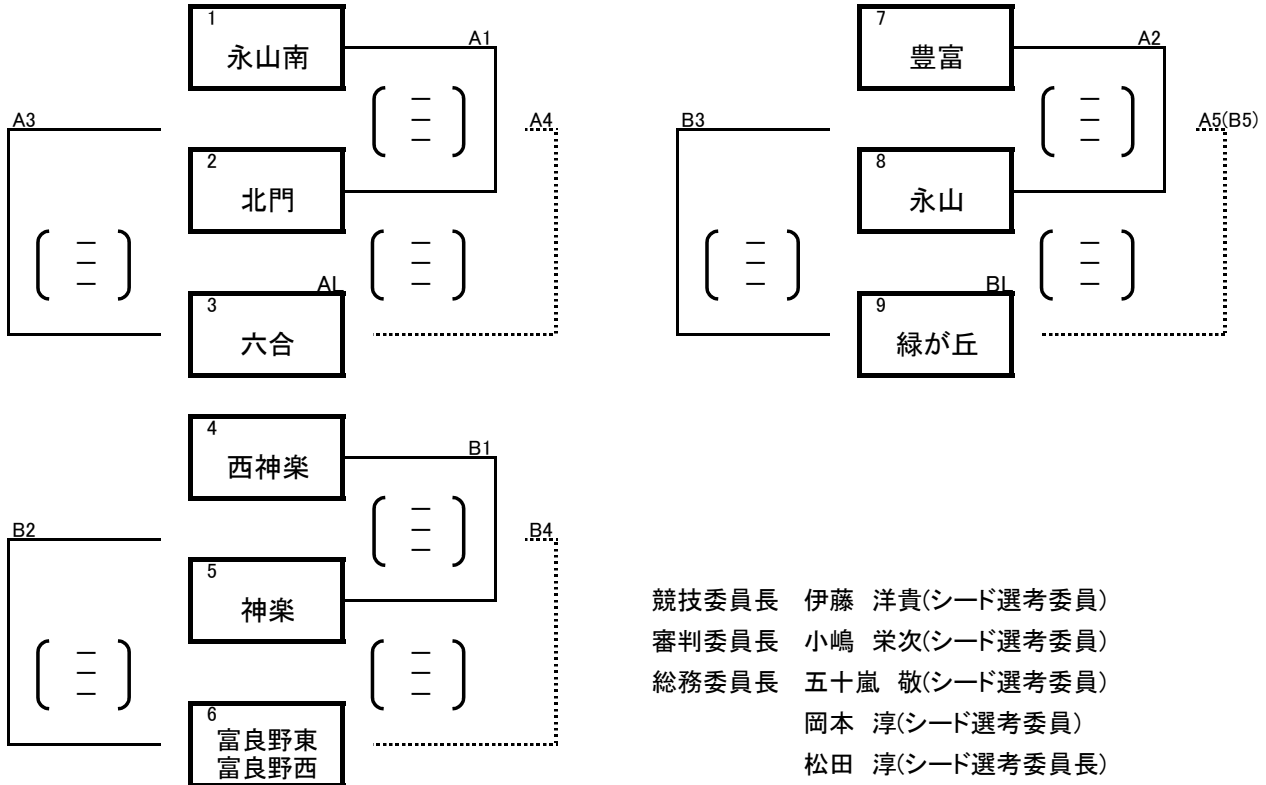 1
永山南
A1
A3
A4
2
北門
AL
3
六合
7
豊富
A2
B3
A5(B5)
8
永山
BL
9
緑が丘
4
西神楽
B1
B2
B4
5
神楽
6
富良野東
富良野西
競技委員長 伊藤 洋貴(シード選考委員)
審判委員長 小嶋 栄次(シード選考委員)
総務委員長 五十嵐 敬(シード選考委員)
岡本 淳(シード選考委員)
松田 淳(シード選考委員長)